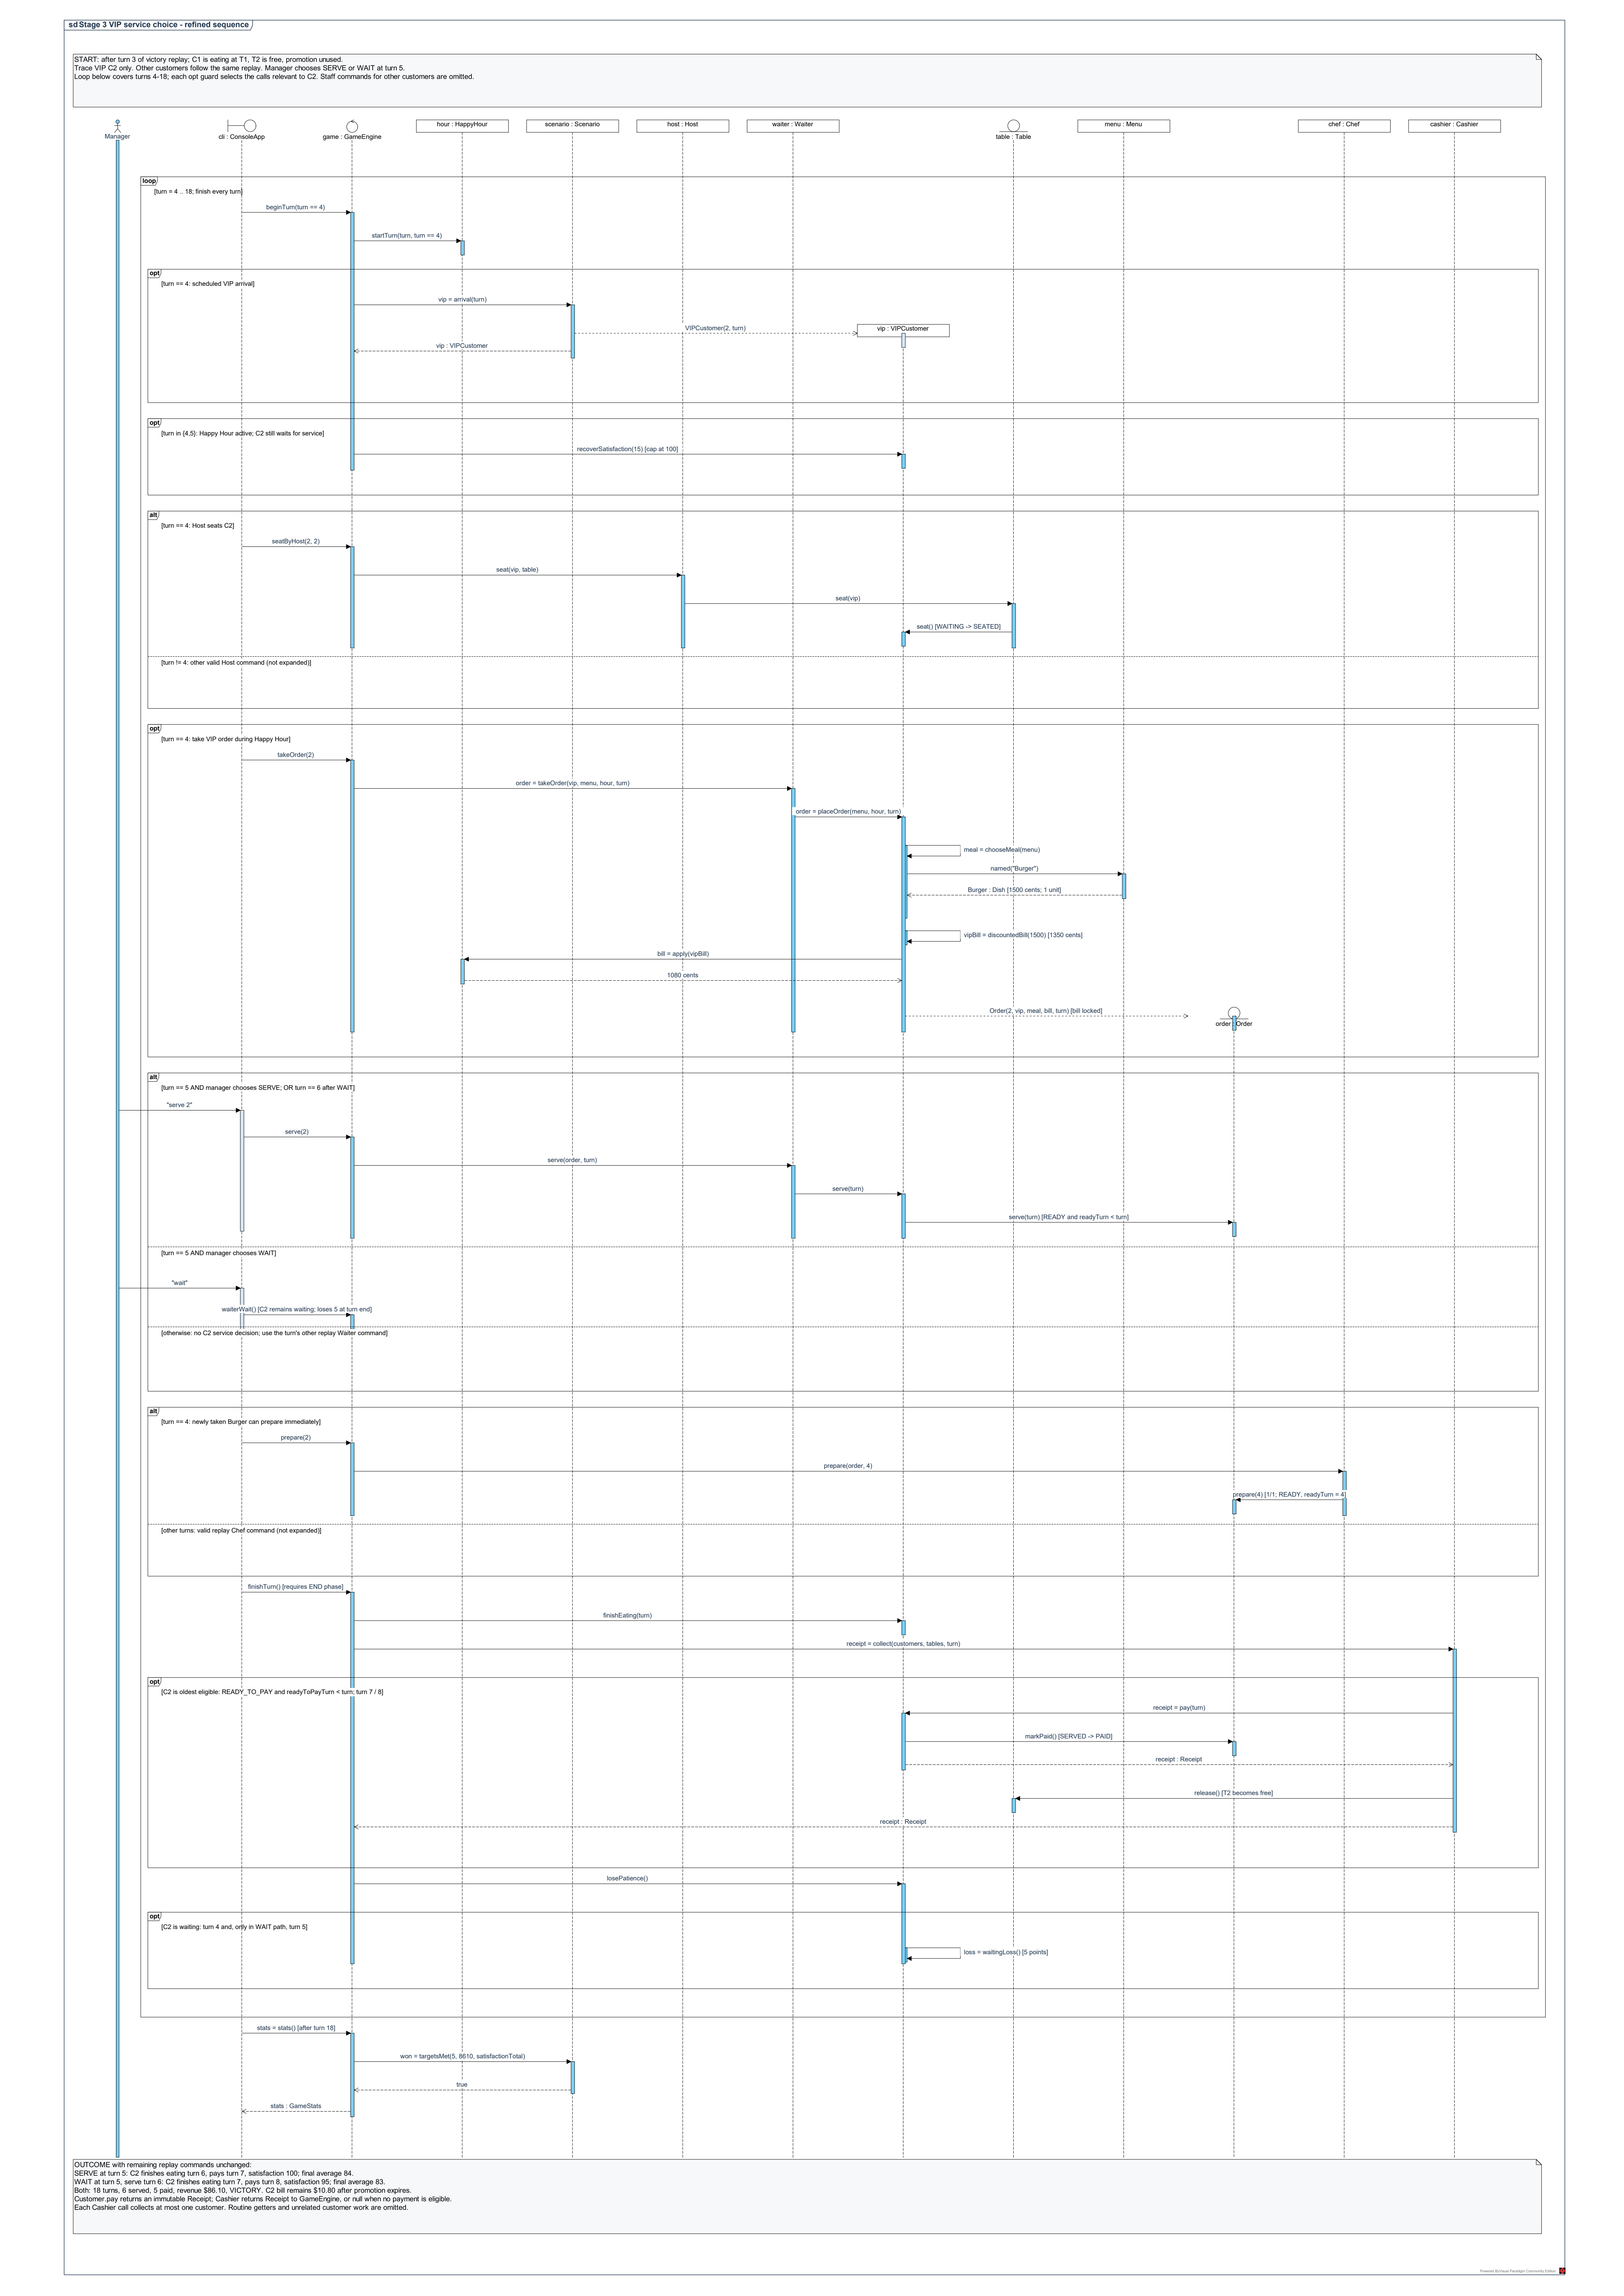 sd Stage 3 VIP service choice - refined sequence
START: after turn 3 of victory replay; C1 is eating at T1, T2 is free, promotion unused.
Trace VIP C2 only. Other customers follow the same replay. Manager chooses SERVE or WAIT at turn 5.
Loop below covers turns 4-18; each opt guard selects the calls relevant to C2. Staff commands for other customers are omitted.
Manager
cli : ConsoleApp
game : GameEngine
hour : HappyHour
scenario : Scenario
host : Host
waiter : Waiter
table : Table
menu : Menu
chef : Chef
cashier : Cashier
loop
[turn = 4 .. 18; finish every turn]
beginTurn(turn == 4)
startTurn(turn, turn == 4)
opt
[turn == 4: scheduled VIP arrival]
vip = arrival(turn)
VIPCustomer(2, turn)
vip : VIPCustomer
vip : VIPCustomer
opt
[turn in {4,5}: Happy Hour active; C2 still waits for service]
recoverSatisfaction(15) [cap at 100]
alt
[turn == 4: Host seats C2]
seatByHost(2, 2)
seat(vip, table)
seat(vip)
seat() [WAITING -> SEATED]
[turn != 4: other valid Host command (not expanded)]
opt
[turn == 4: take VIP order during Happy Hour]
takeOrder(2)
order = takeOrder(vip, menu, hour, turn)
order = placeOrder(menu, hour, turn)
meal = chooseMeal(menu)
named("Burger")
Burger : Dish [1500 cents; 1 unit]
vipBill = discountedBill(1500) [1350 cents]
bill = apply(vipBill)
1080 cents
Order(2, vip, meal, bill, turn) [bill locked]
order : Order
alt
[turn == 5 AND manager chooses SERVE; OR turn == 6 after WAIT]
"serve 2"
serve(2)
serve(order, turn)
serve(turn)
serve(turn) [READY and readyTurn < turn]
[turn == 5 AND manager chooses WAIT]
"wait"
waiterWait() [C2 remains waiting; loses 5 at turn end]
[otherwise: no C2 service decision; use the turn's other replay Waiter command]
alt
[turn == 4: newly taken Burger can prepare immediately]
prepare(2)
prepare(order, 4)
prepare(4) [1/1; READY, readyTurn = 4]
[other turns: valid replay Chef command (not expanded)]
finishTurn() [requires END phase]
finishEating(turn)
receipt = collect(customers, tables, turn)
opt
[C2 is oldest eligible: READY_TO_PAY and readyToPayTurn < turn; turn 7 / 8]
receipt = pay(turn)
markPaid() [SERVED -> PAID]
receipt : Receipt
release() [T2 becomes free]
receipt : Receipt
losePatience()
opt
[C2 is waiting: turn 4 and, only in WAIT path, turn 5]
loss = waitingLoss() [5 points]
stats = stats() [after turn 18]
won = targetsMet(5, 8610, satisfactionTotal)
true
stats : GameStats
OUTCOME with remaining replay commands unchanged:
SERVE at turn 5: C2 finishes eating turn 6, pays turn 7, satisfaction 100; final average 84.
WAIT at turn 5, serve turn 6: C2 finishes eating turn 7, pays turn 8, satisfaction 95; final average 83.
Both: 18 turns, 6 served, 5 paid, revenue $86.10, VICTORY. C2 bill remains $10.80 after promotion expires.
Customer.pay returns an immutable Receipt; Cashier returns Receipt to GameEngine, or null when no payment is eligible.
Each Cashier call collects at most one customer. Routine getters and unrelated customer work are omitted.
Powered By Visual Paradigm Community Edition